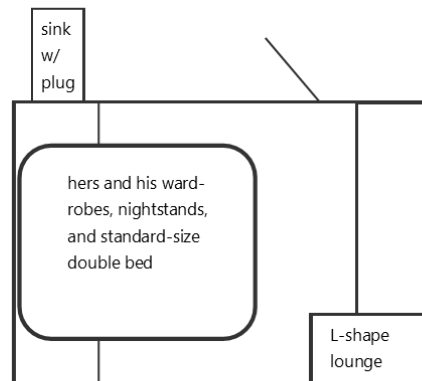 sink
w/
plug
hers and his ward-
robes, nightstands,
and standard-size
double bed
L-shape
lounge